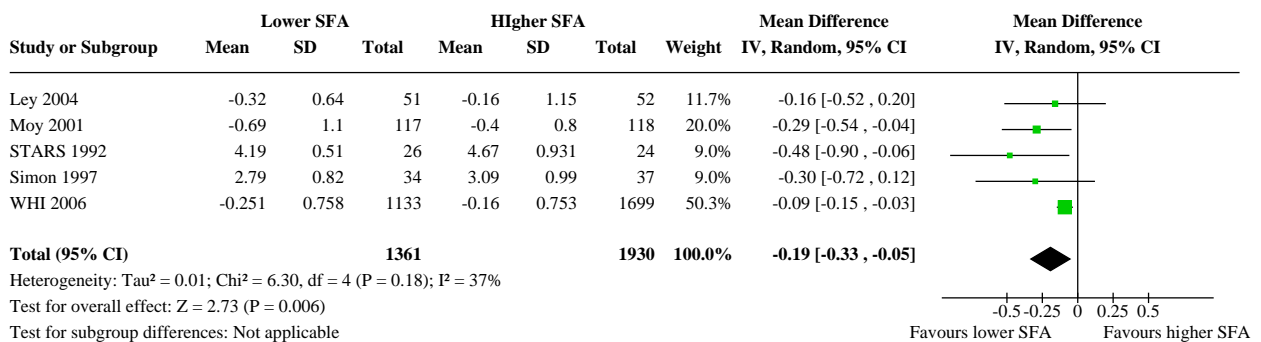 Lower SFA HIgher SFA Mean Difference Mean Difference
Study or Subgroup Mean SD Total Mean SD Total Weight IV, Random, 95% CI IV, Random, 95% CI
Ley 2004 -0.32 0.64 51 -0.16 1.15 52 11.7% -0.16 [-0.52 , 0.20]
Moy 2001 -0.69 1.1 117 -0.4 0.8 118 20.0% -0.29 [-0.54 , -0.04]
STARS 1992 4.19 0.51 26 4.67 0.931 24 9.0% -0.48 [-0.90 , -0.06]
Simon 1997 2.79 0.82 34 3.09 0.99 37 9.0% -0.30 [-0.72 , 0.12]
WHI 2006 -0.251 0.758 1133 -0.16 0.753 1699 50.3% -0.09 [-0.15 , -0.03]
Total (95% CI) 1361 1930 100.0% -0.19 [-0.33 , -0.05]
Heterogeneity: Tau² = 0.01; Chi² = 6.30, df = 4 (P = 0.18); I² = 37%
Test for overall effect: Z = 2.73 (P = 0.006)
-0.5 -0.25 0 0.25 0.5
Test for subgroup differences: Not applicable
Favours lower SFA Favours higher SFA